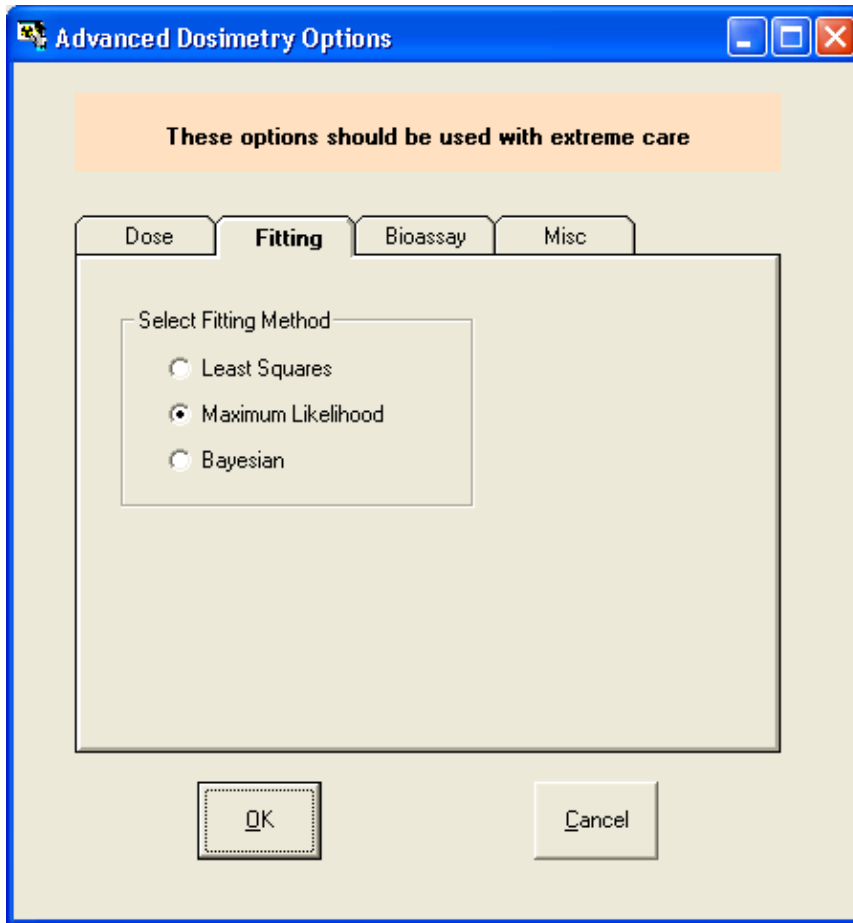 Advanced Dosimetry Options
These options should be used with extreme care
Dose Fitting Bioassay Misc
Select Fitting Method
Least Squares
Maximum Likelihood
Bayesian
OK Cancel